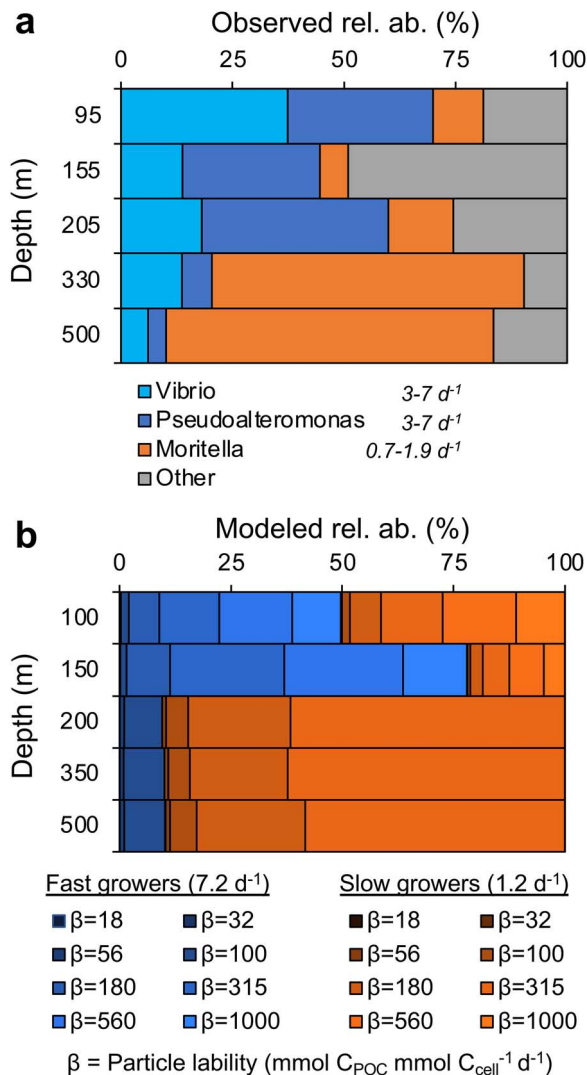 a
Observed rel. ab. (%)
0 25 50 75 100
Depth (m)
95
155
205
330
500
Vibrio 3-7 d-1
Pseudoalteromonas 3-7 d-1
Moritella 0.7-1.9 d-1
Other
b
Modeled rel. ab. (%)
0 25 50 75 100
Depth (m)
100
150
200
350
500
Fast growers (7.2 d-1) Slow growers (1.2 d-1)
β=18 β=32 β=18 β=32
β=56 β=100 β=56 β=100
β=180 β=315 β=180 β=315
β=560 β=1000 β=560 β=1000
β = Particle lability (mmol CPOC mmol Ccell-1 d-1)